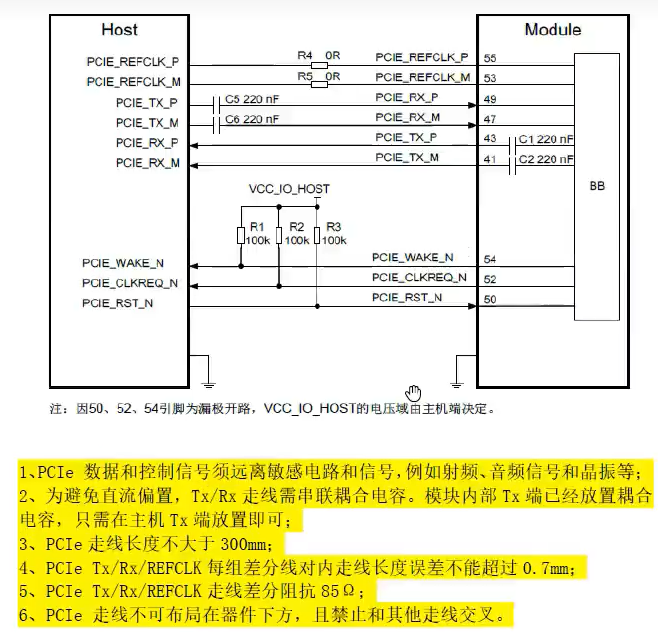 Host
Module
PCIE_REFCLK_P R4 0R PCIE_REFCLK_P 55
PCIE_REFCLK_M R5 0R PCIE_REFCLK_M 53
PCIE_TX_P C5 220 nF PCIE_RX_P 49
PCIE_TX_M C6 220 nF PCIE_RX_M 47
PCIE_RX_P PCIE_TX_P 43 C1 220 nF
PCIE_RX_M PCIE_TX_M 41 C2 220 nF
BB
VCC_IO_HOST
R1 R2 R3
100k 100k 100k
PCIE_WAKE_N PCIE_WAKE_N 54
PCIE_CLKREQ_N PCIE_CLKREQ_N 52
PCIE_RST_N PCIE_RST_N 50
注：因50、52、54引脚为漏极开路，VCC_IO_HOST的电压域由主机端决定。
1、PCIe 数据和控制信号须远离敏感电路和信号，例如射频、音频信号和晶振等；
2、为避免直流偏置，Tx/Rx 走线需串联耦合电容。模块内部 Tx 端已经放置耦合
电容，只需在主机 Tx 端放置即可；
3、PCIe 走线长度不大于 300mm；
4、PCIe Tx/Rx/REFCLK 每组差分线对内走线长度误差不能超过 0.7mm；
5、PCIe Tx/Rx/REFCLK 走线差分阻抗 85Ω；
6、PCIe 走线不可布局在器件下方，且禁止和其他走线交叉。